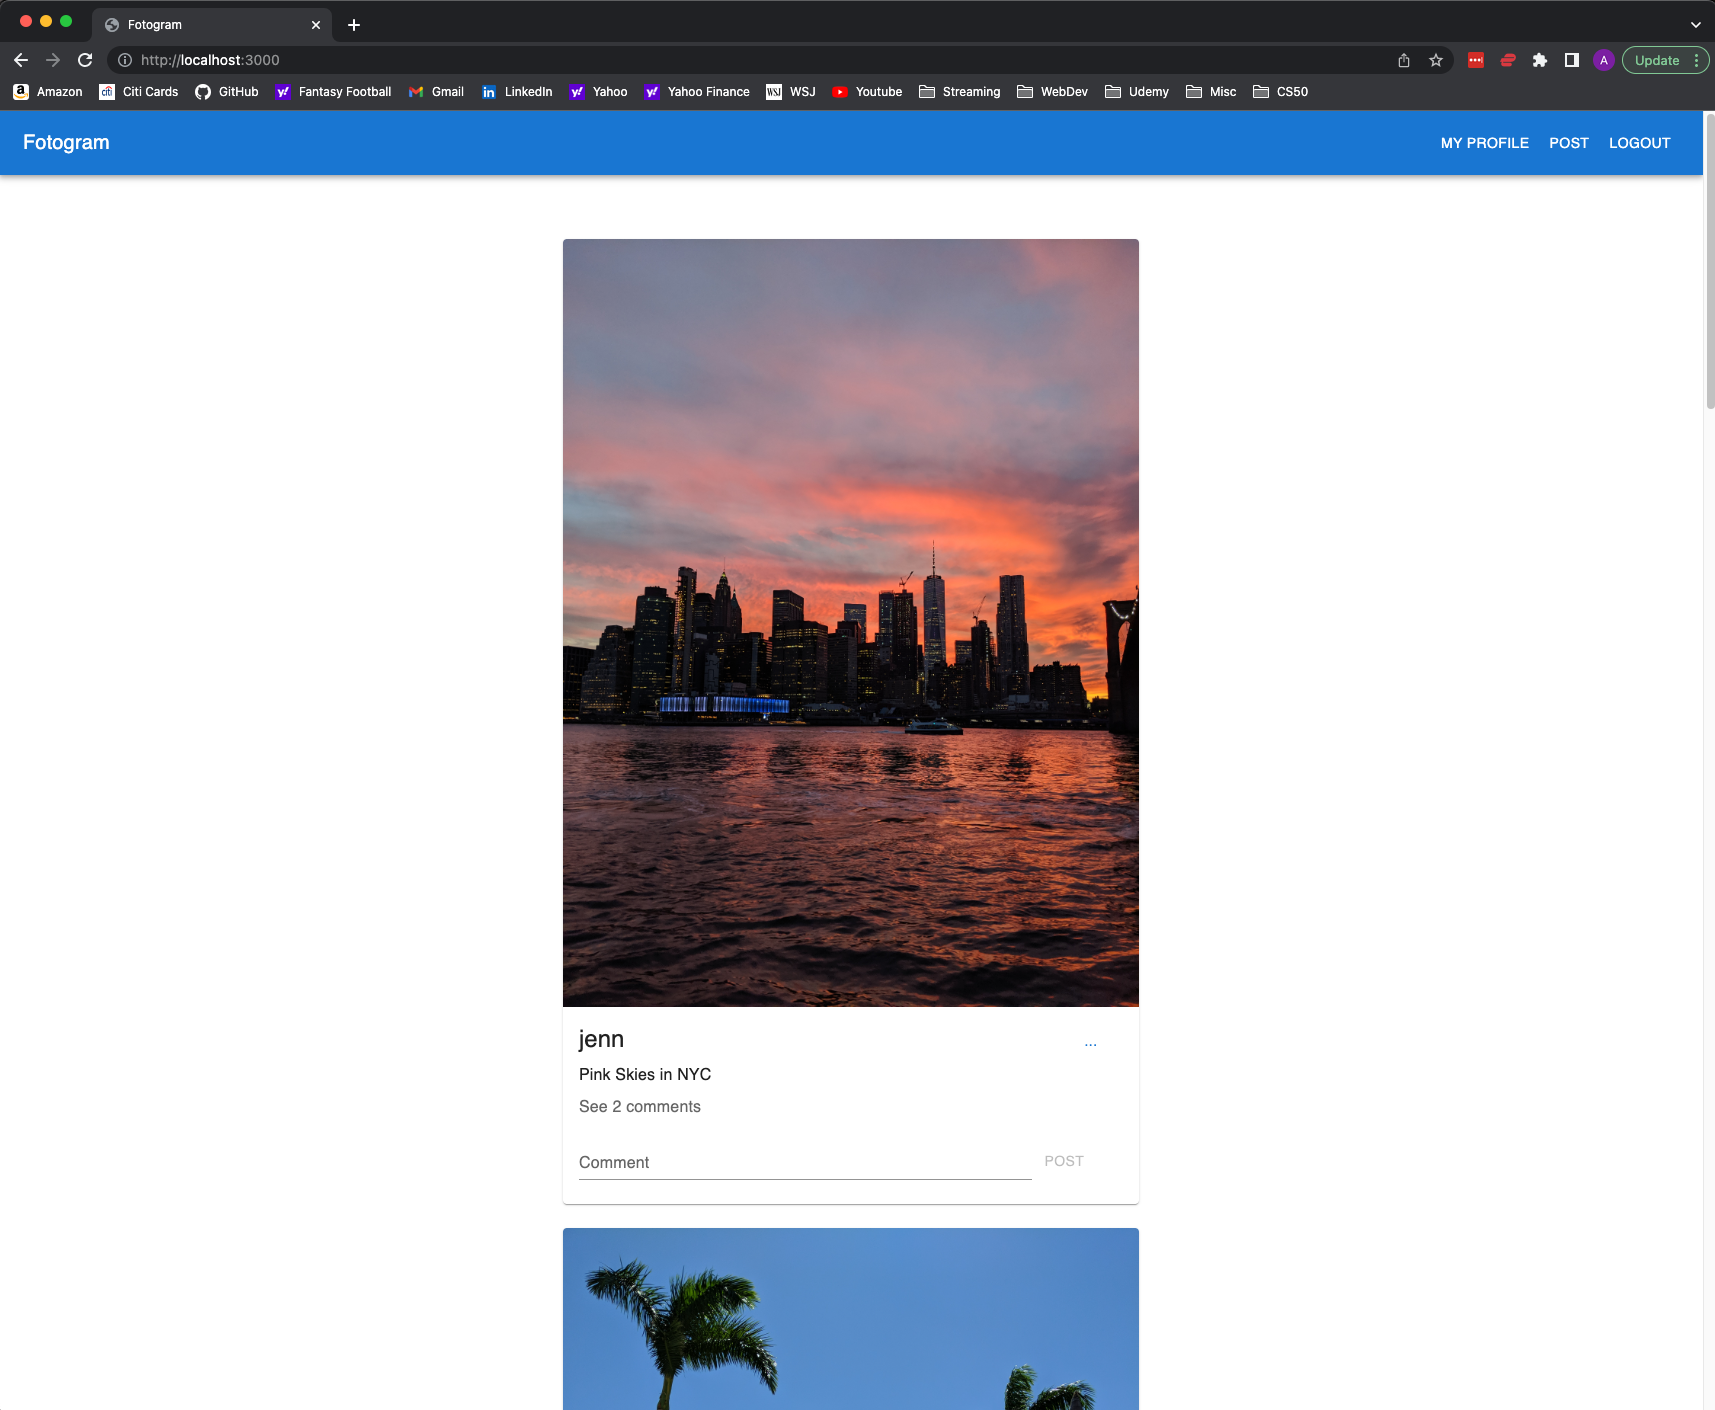 Fotogram
http://localhost:3000
A
Update
Amazon
Citi Cards
GitHub
Fantasy Football
Gmail
LinkedIn
Yahoo
Yahoo Finance
WSJ
Youtube
Streaming
WebDev
Udemy
Misc
CS50
Fotogram
MY PROFILE
POST
LOGOUT
jenn
...
Pink Skies in NYC
See 2 comments
Comment
POST